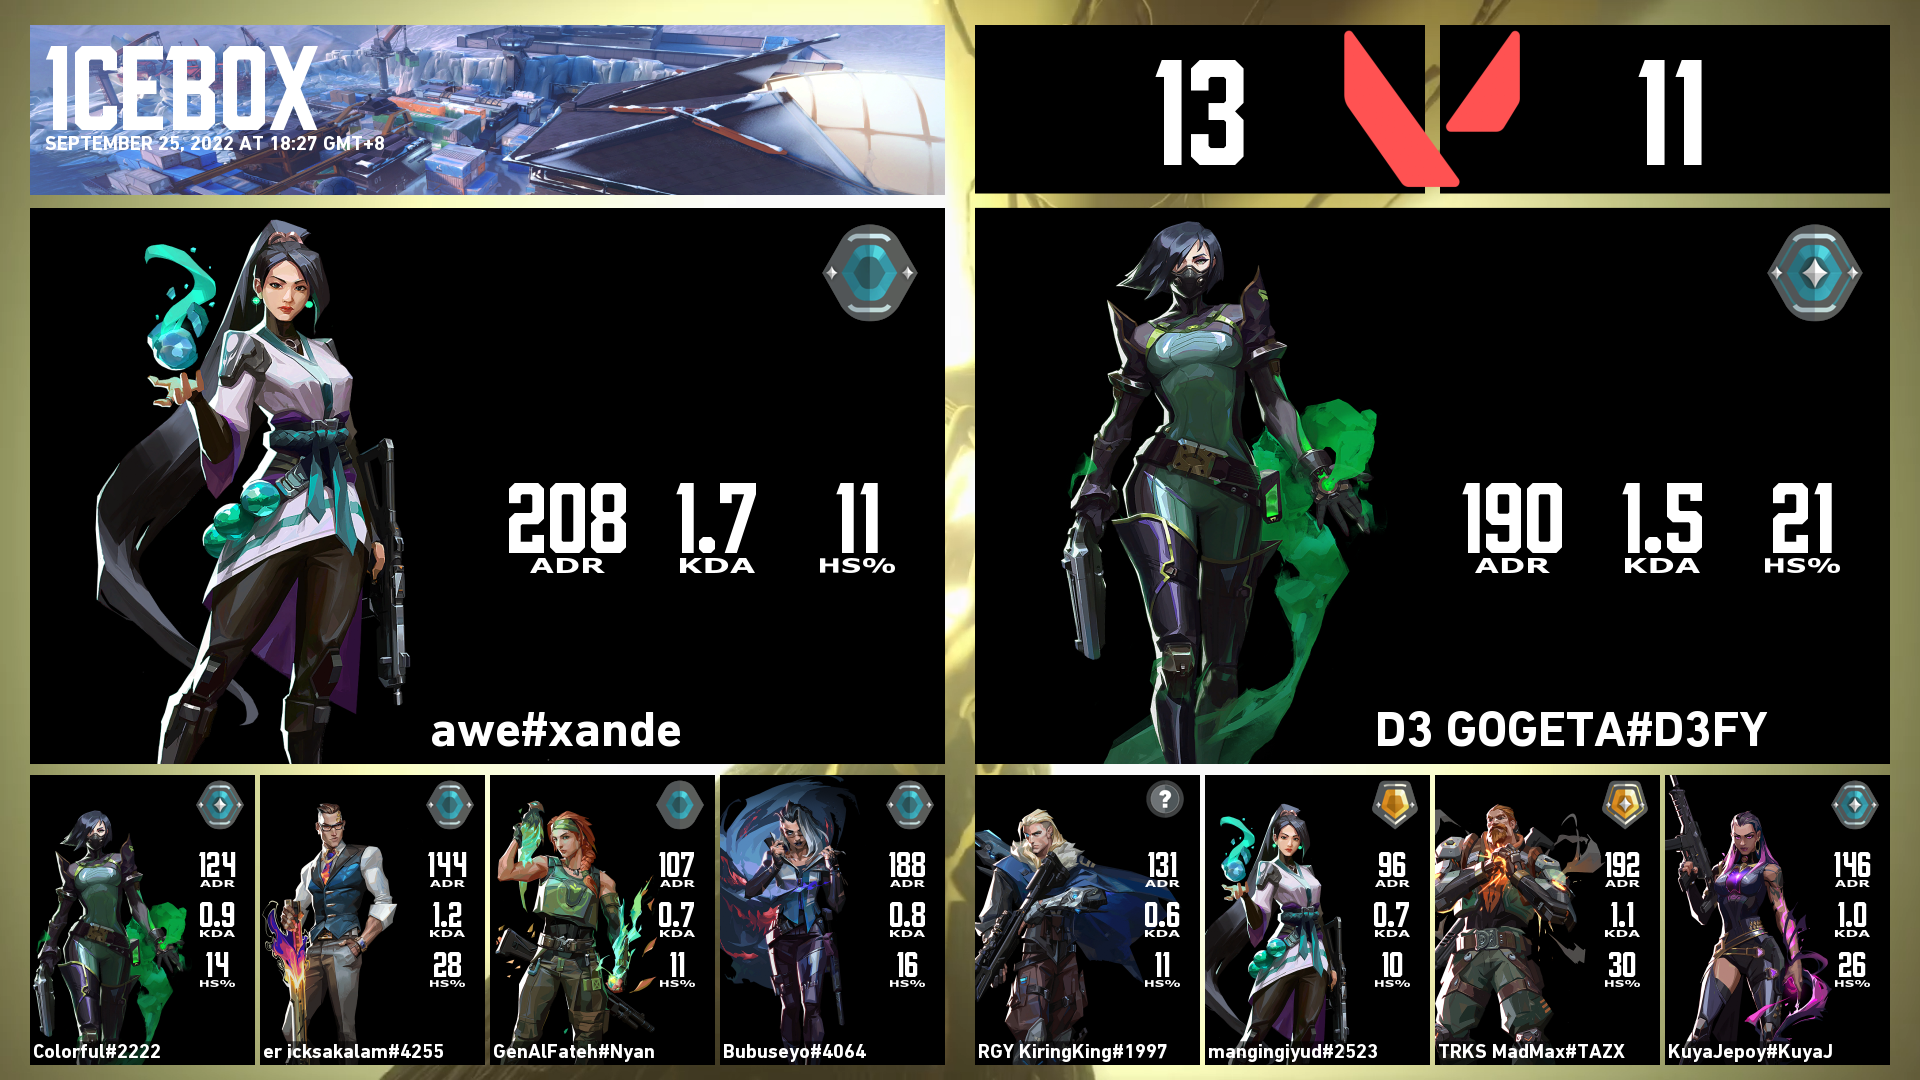 1CEBOX
SEPTEMBER 25, 2022 AT 18:27 GMT+8
13
11
208
ADR
1.7
KDA
11
HS%
awe#xande
190
ADR
1.5
KDA
21
HS%
D3 GOGETA#D3FY
124
ADR
0.9
KDA
14
HS%
Colorful#2222
144
ADR
1.2
KDA
28
HS%
er icksakalam#4255
107
ADR
0.7
KDA
11
HS%
GenAlFateh#Nyan
188
ADR
0.8
KDA
16
HS%
Bubuseyo#4064
?
131
ADR
0.6
KDA
11
HS%
RGY KiringKing#1997
96
ADR
0.7
KDA
10
HS%
mangingiyud#2523
192
ADR
1.1
KDA
30
HS%
TRKS MadMax#TAZX
146
ADR
1.0
KDA
26
HS%
KuyaJepoy#KuyaJ